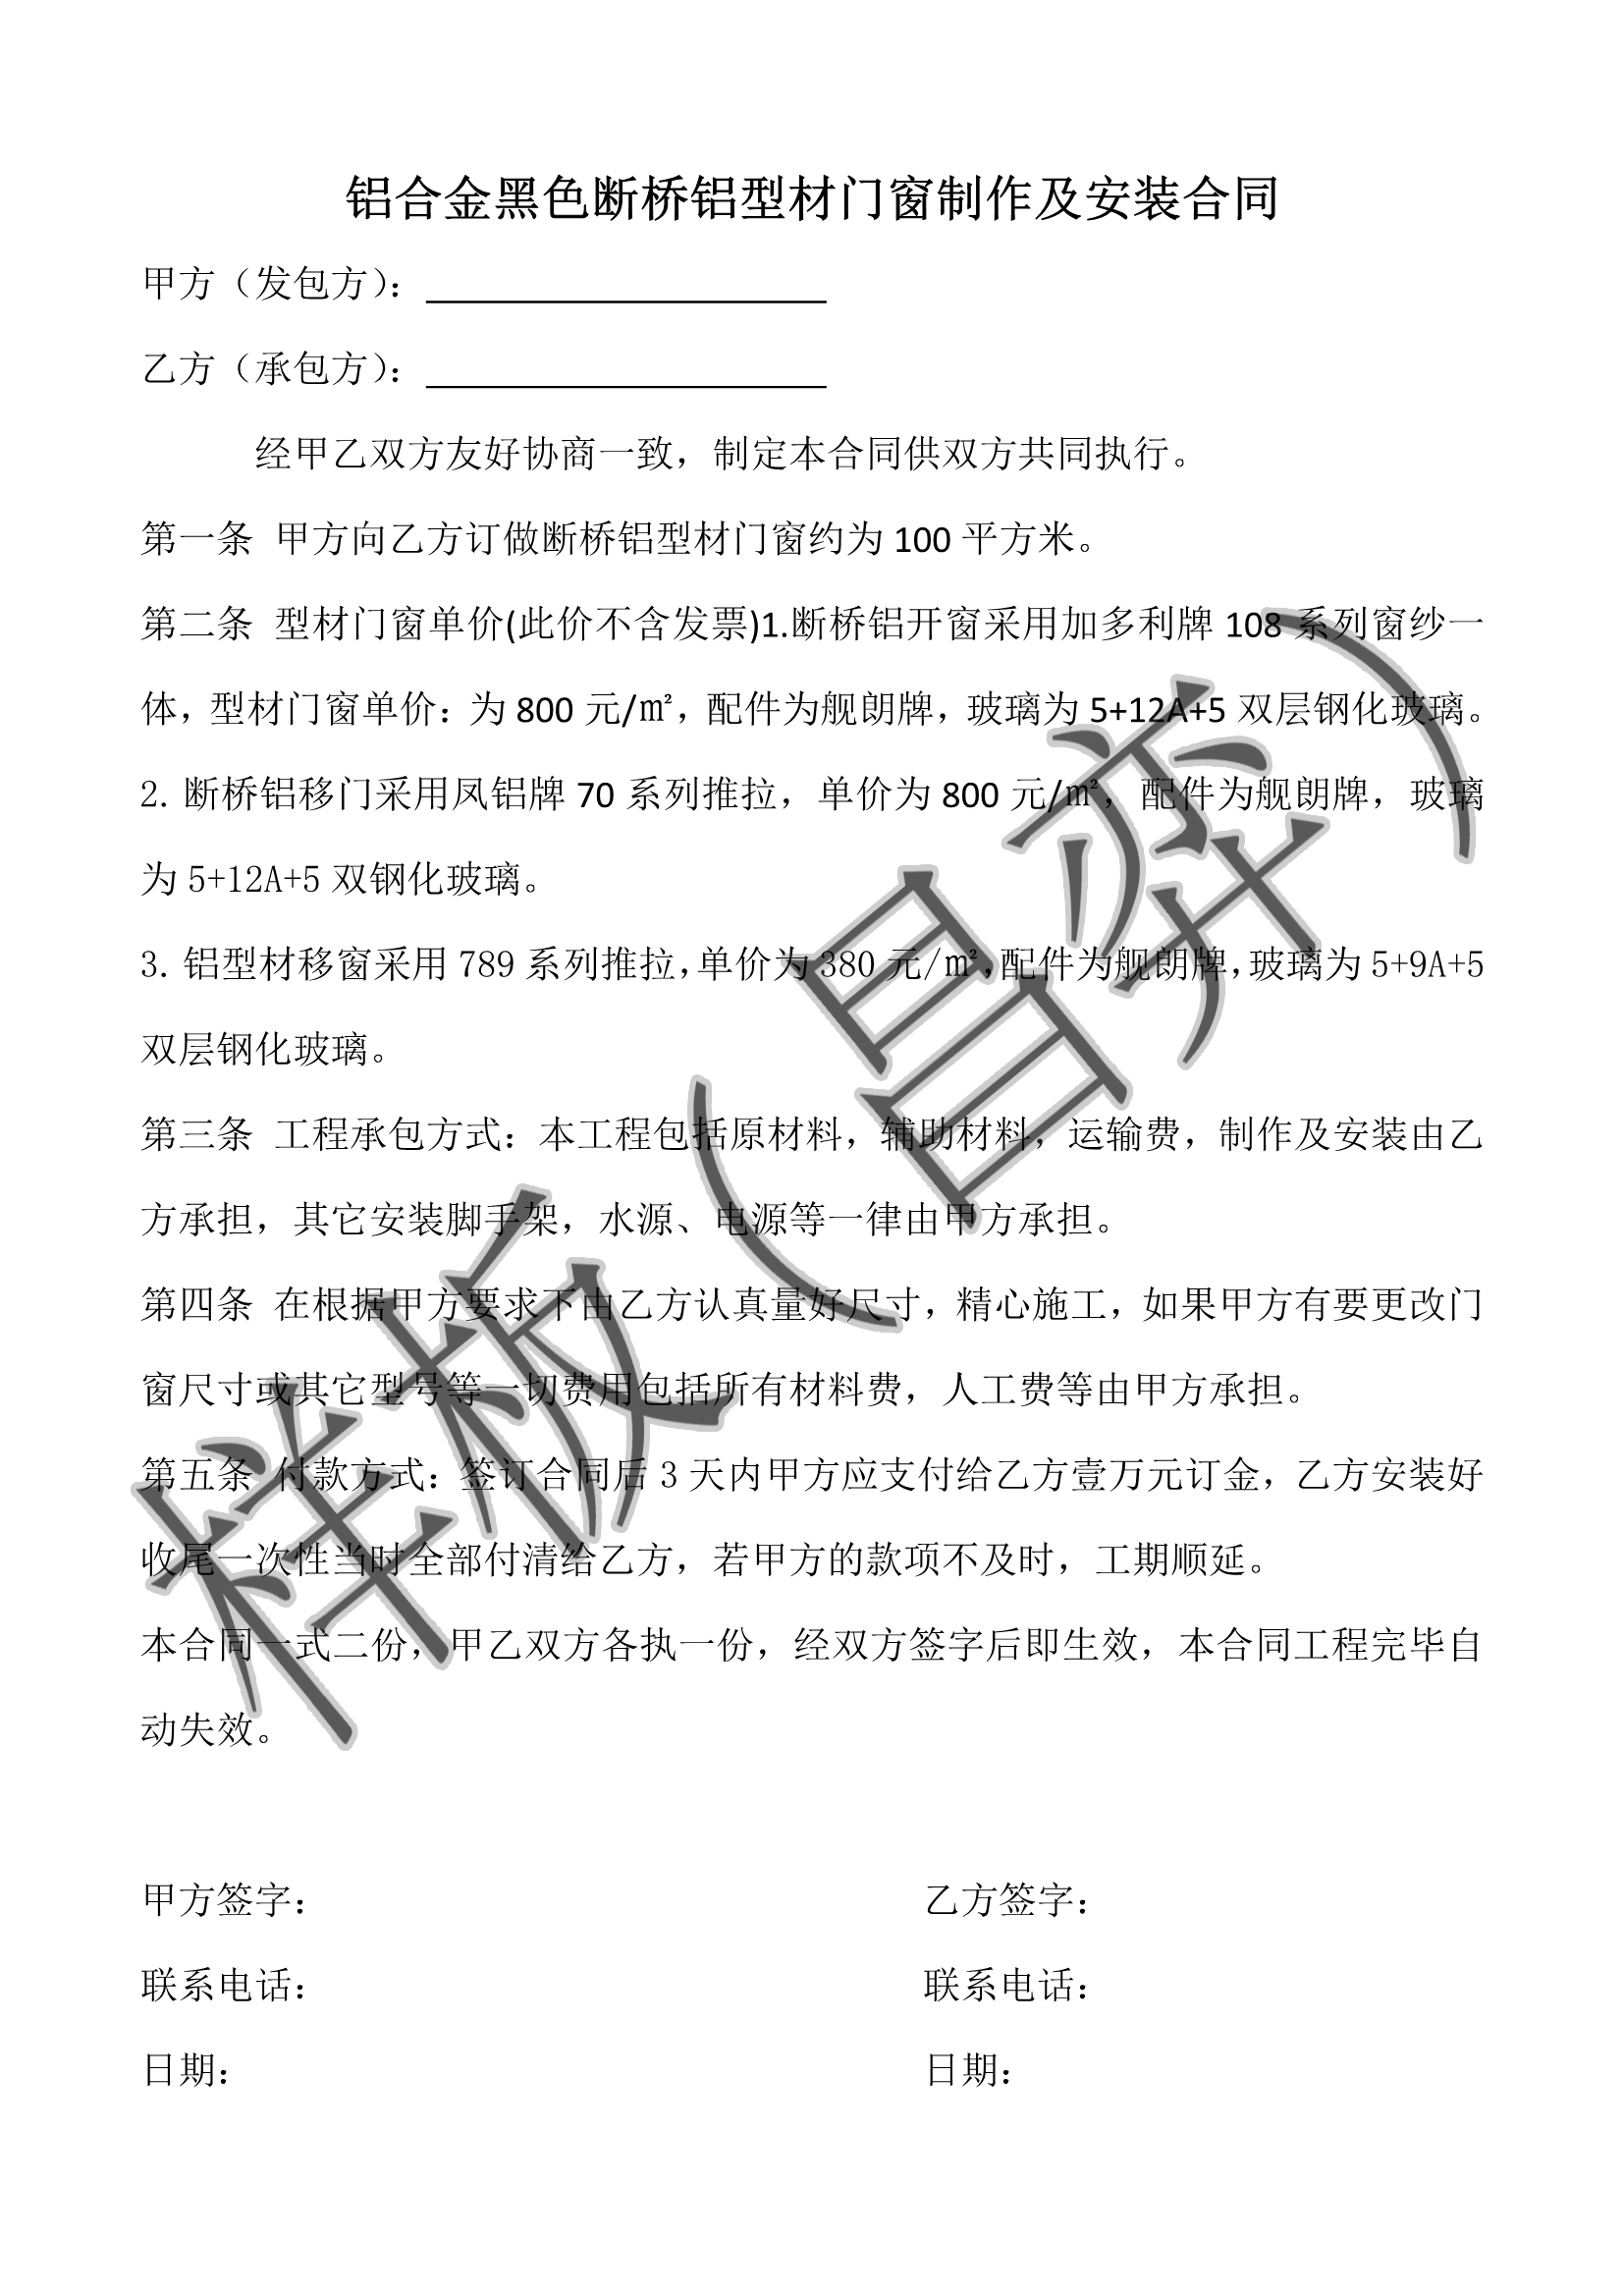 铝合金黑色断桥铝型材门窗制作及安装合同
甲方（发包方）：
乙方（承包方）：
经甲乙双方友好协商一致，制定本合同供双方共同执行。
第一条 甲方向乙方订做断桥铝型材门窗约为 100 平方米。
第二条 型材门窗单价(此价不含发票)1.断桥铝开窗采用加多利牌 108 系列窗纱一
体，型材门窗单价：为 800 元/㎡，配件为舰朗牌，玻璃为 5+12A+5 双层钢化玻璃。
2. 断桥铝移门采用凤铝牌 70 系列推拉，单价为 800 元/㎡，配件为舰朗牌，玻璃
为 5+12A+5 双钢化玻璃。
3. 铝型材移窗采用 789 系列推拉，单价为 380 元/㎡，配件为舰朗牌，玻璃为 5+9A+5
双层钢化玻璃。
第三条 工程承包方式：本工程包括原材料，辅助材料，运输费，制作及安装由乙
方承担，其它安装脚手架，水源、电源等一律由甲方承担。
第四条 在根据甲方要求下由乙方认真量好尺寸，精心施工，如果甲方有要更改门
窗尺寸或其它型号等一切费用包括所有材料费，人工费等由甲方承担。
第五条 付款方式：签订合同后 3 天内甲方应支付给乙方壹万元订金，乙方安装好
收尾一次性当时全部付清给乙方，若甲方的款项不及时，工期顺延。
本合同一式二份，甲乙双方各执一份，经双方签字后即生效，本合同工程完毕自
动失效。
甲方签字： 乙方签字：
联系电话： 联系电话：
日期： 日期：
样板（昌弈）